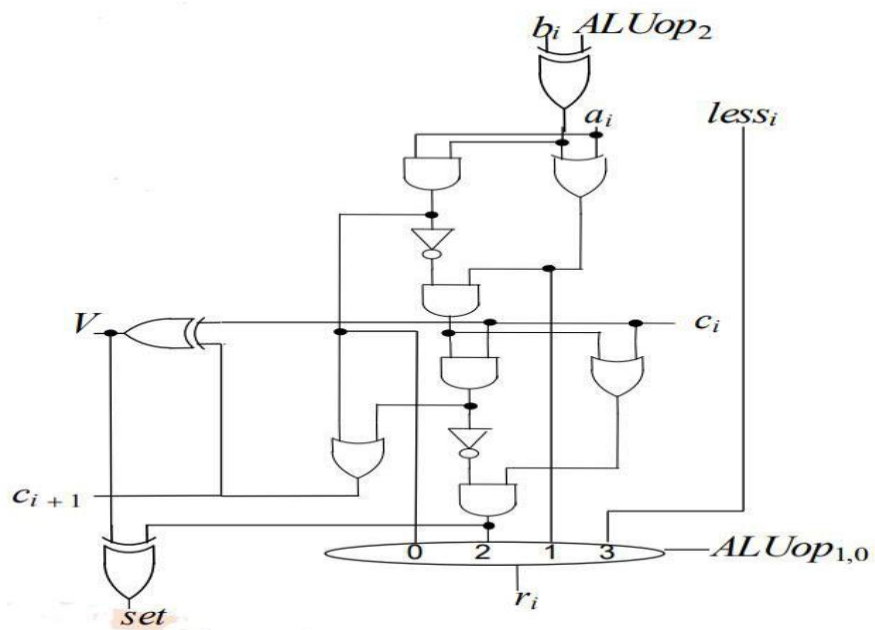 bᵢ ALUop₂
aᵢ lessᵢ
V cᵢ
cᵢ₊₁
0 2 1 3 ALUop₁,₀
rᵢ
set